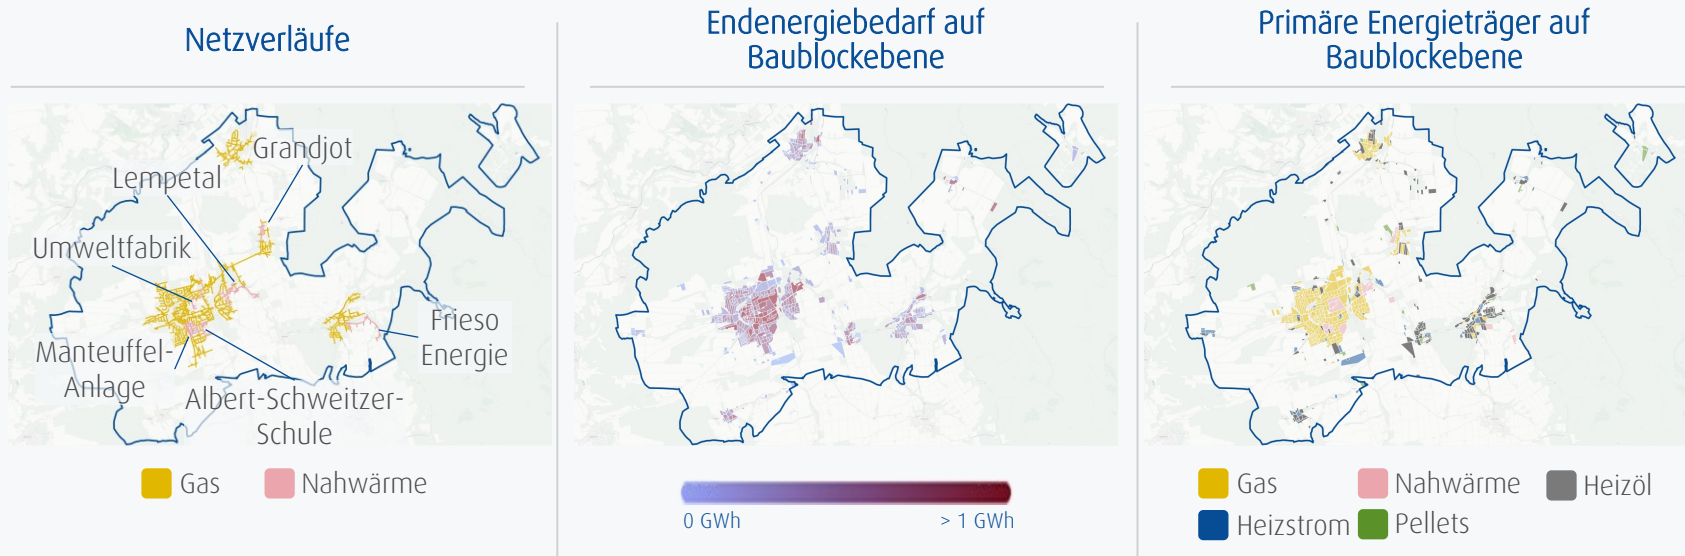 Netzverläufe
Grandjot
Lempetal
Umweltfabrik
Manteuffel-
Anlage
Albert-Schweitzer-
Schule
Frieso
Energie
Gas
Nahwärme
Endenergiebedarf auf
Baublockebene
0 GWh
> 1 GWh
Primäre Energieträger auf
Baublockebene
Gas
Nahwärme
Heizöl
Heizstrom
Pellets